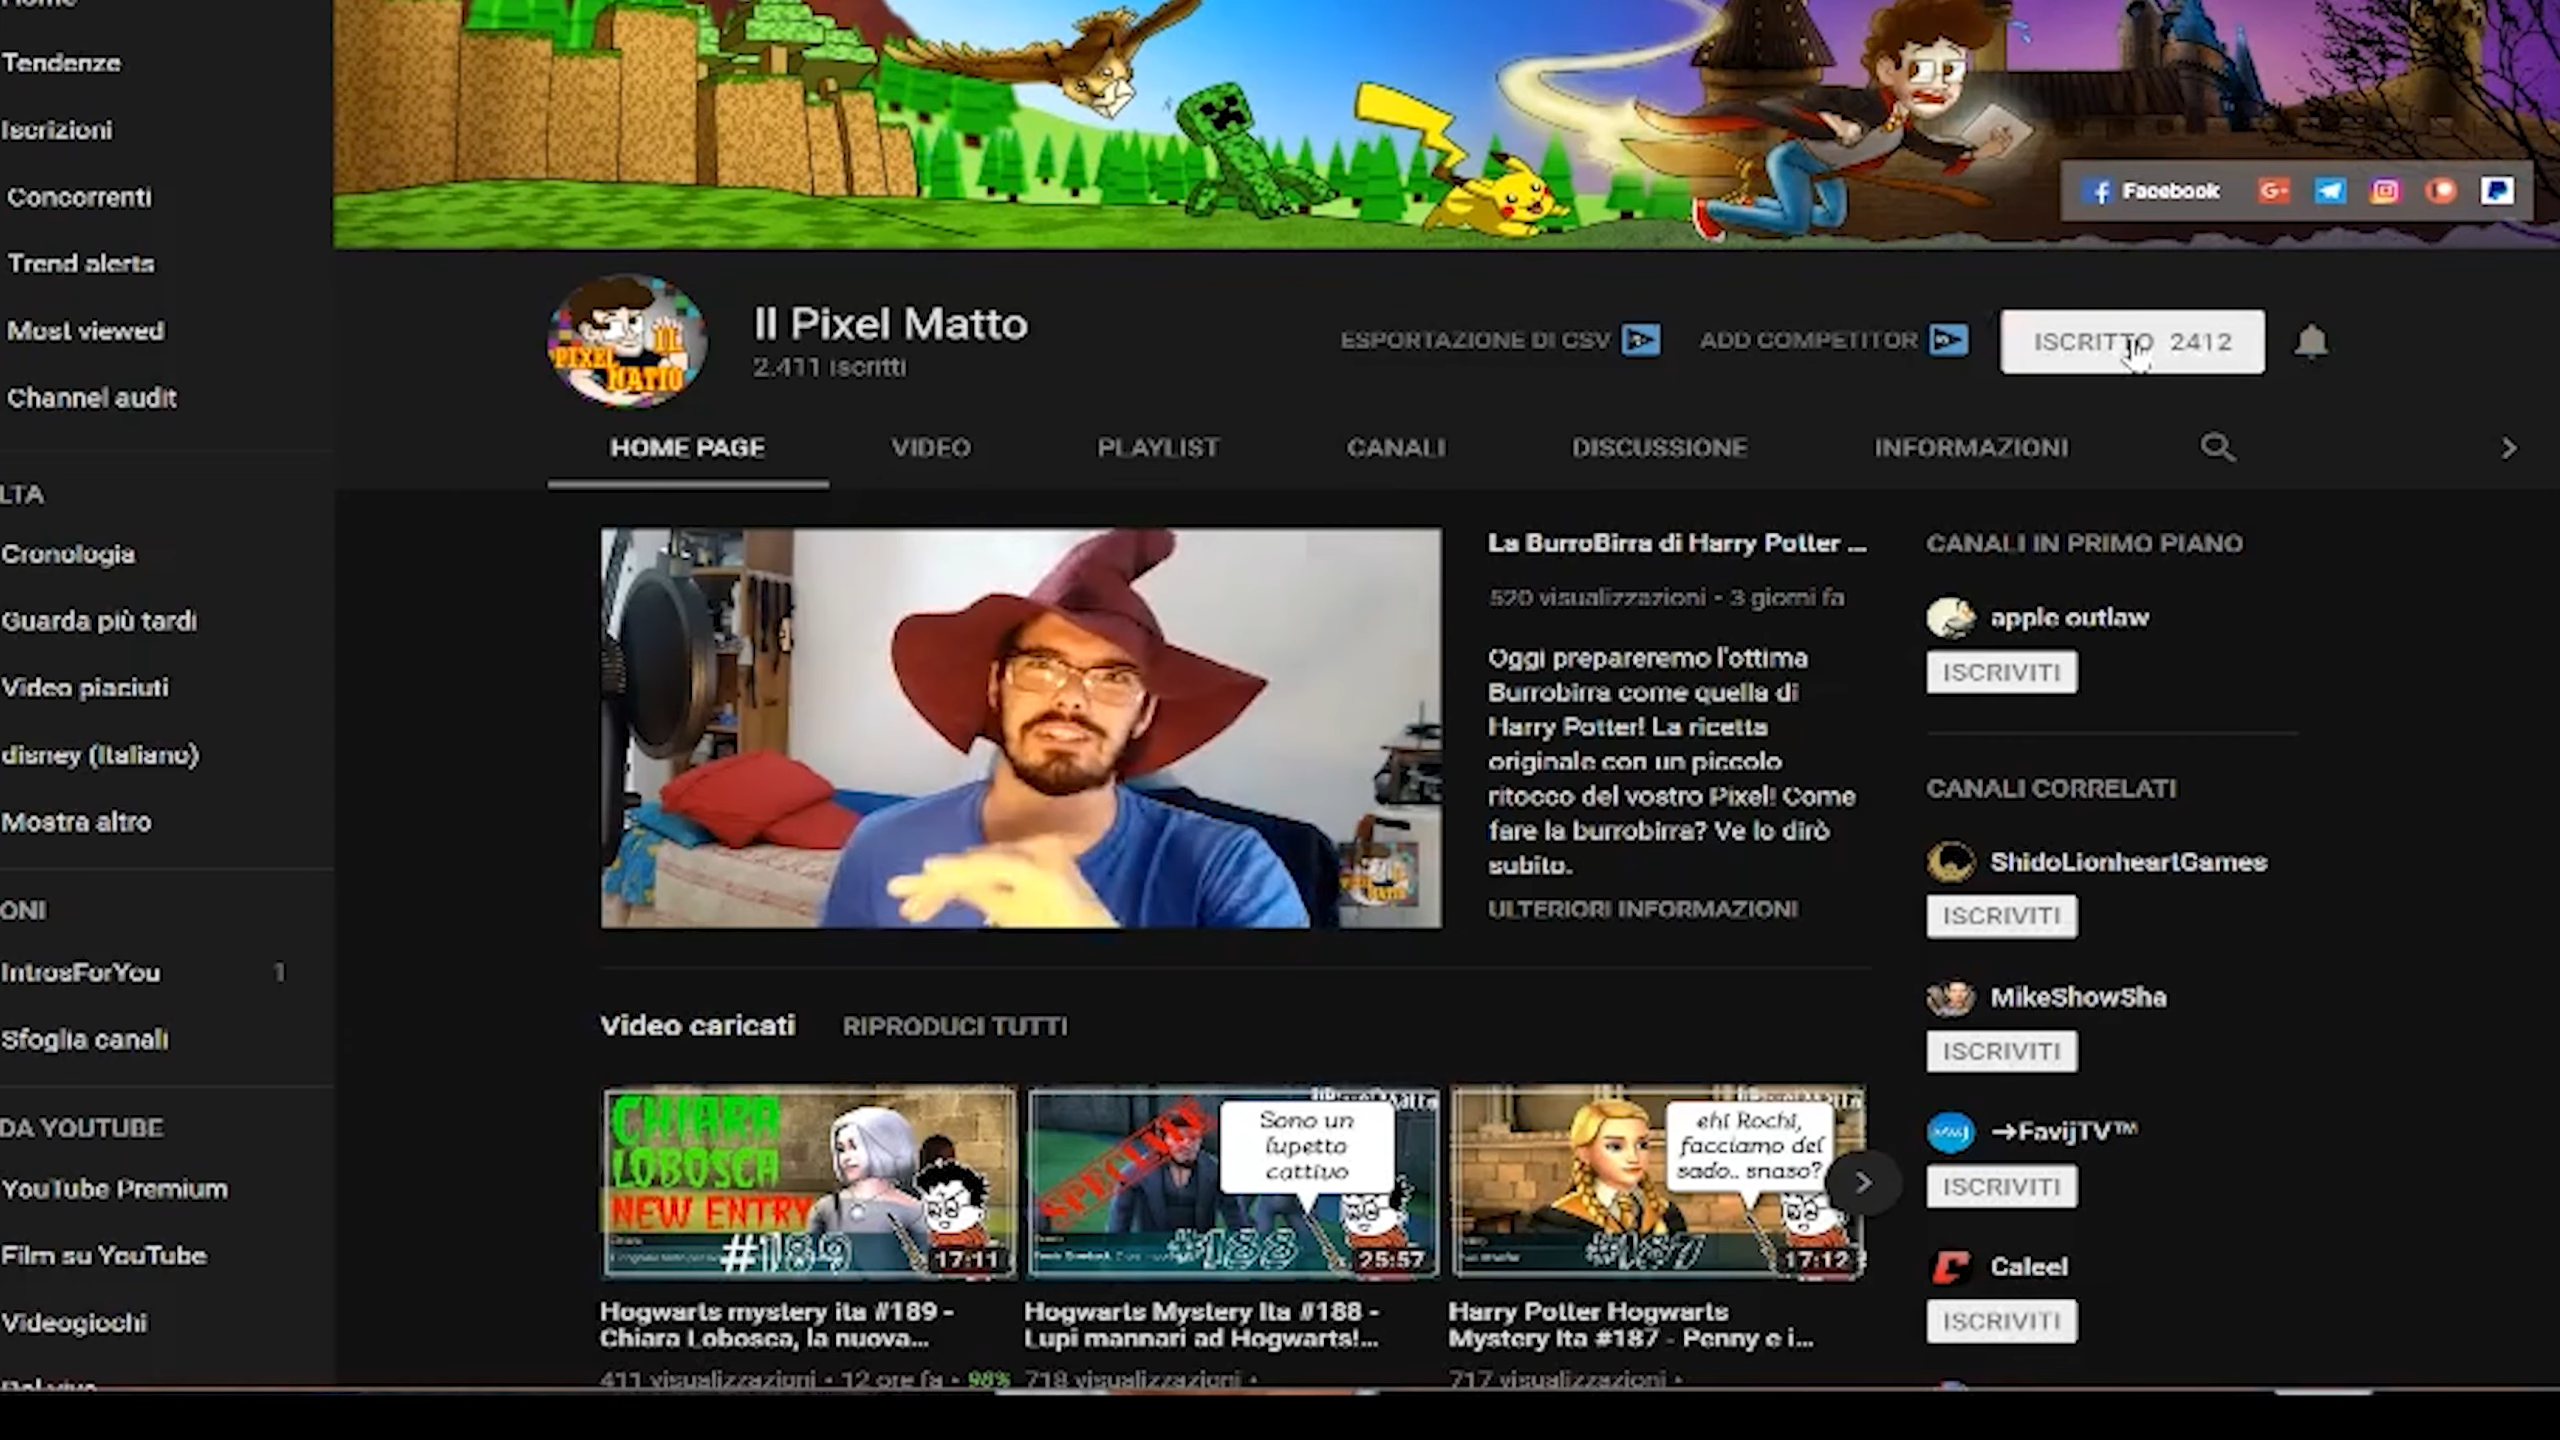 Home
Tendenze
Iscrizioni
Concorrenti
Trend alerts
Most viewed
Channel audit
LTA
Cronologia
Guarda più tardi
Video piaciuti
disney (Italiano)
Mostra altro
ONI
IntrosForYou 1
Sfoglia canali
DA YOUTUBE
YouTube Premium
Film su YouTube
Videogiochi
Facebook
IL PIXEL MATTO
Il Pixel Matto
2.411 iscritti
ESPORTAZIONE DI CSV
ADD COMPETITOR
ISCRITTO 2412
HOME PAGE VIDEO PLAYLIST CANALI DISCUSSIONE INFORMAZIONI
La BurroBirra di Harry Potter ...
520 visualizzazioni • 3 giorni fa
Oggi prepareremo l'ottima
Burrobirra come quella di
Harry Potter! La ricetta
originale con un piccolo
ritocco del vostro Pixel! Come
fare la burrobirra? Ve lo dirò
subito.
ULTERIORI INFORMAZIONI
CANALI IN PRIMO PIANO
apple outlaw
ISCRIVITI
CANALI CORRELATI
ShidoLionheartGames
ISCRIVITI
MikeShowSha
ISCRIVITI
→FavijTV™
ISCRIVITI
Caleel
ISCRIVITI
Video caricati RIPRODUCI TUTTI
CHIARA
LOBOSCA
NEW ENTRY
#189
17:11
SPECIALE
Sono un
lupetto
cattivo
#188
25:57
ehi Rochi,
facciamo del
sado.. snaso?
#187
17:12
Hogwarts mystery ita #189 -
Chiara Lobosca, la nuova...
411 visualizzazioni • 12 ore fa • 98%
Hogwarts Mystery Ita #188 -
Lupi mannari ad Hogwarts!...
718 visualizzazioni •
Harry Potter Hogwarts
Mystery Ita #187 - Penny e i...
717 visualizzazioni •